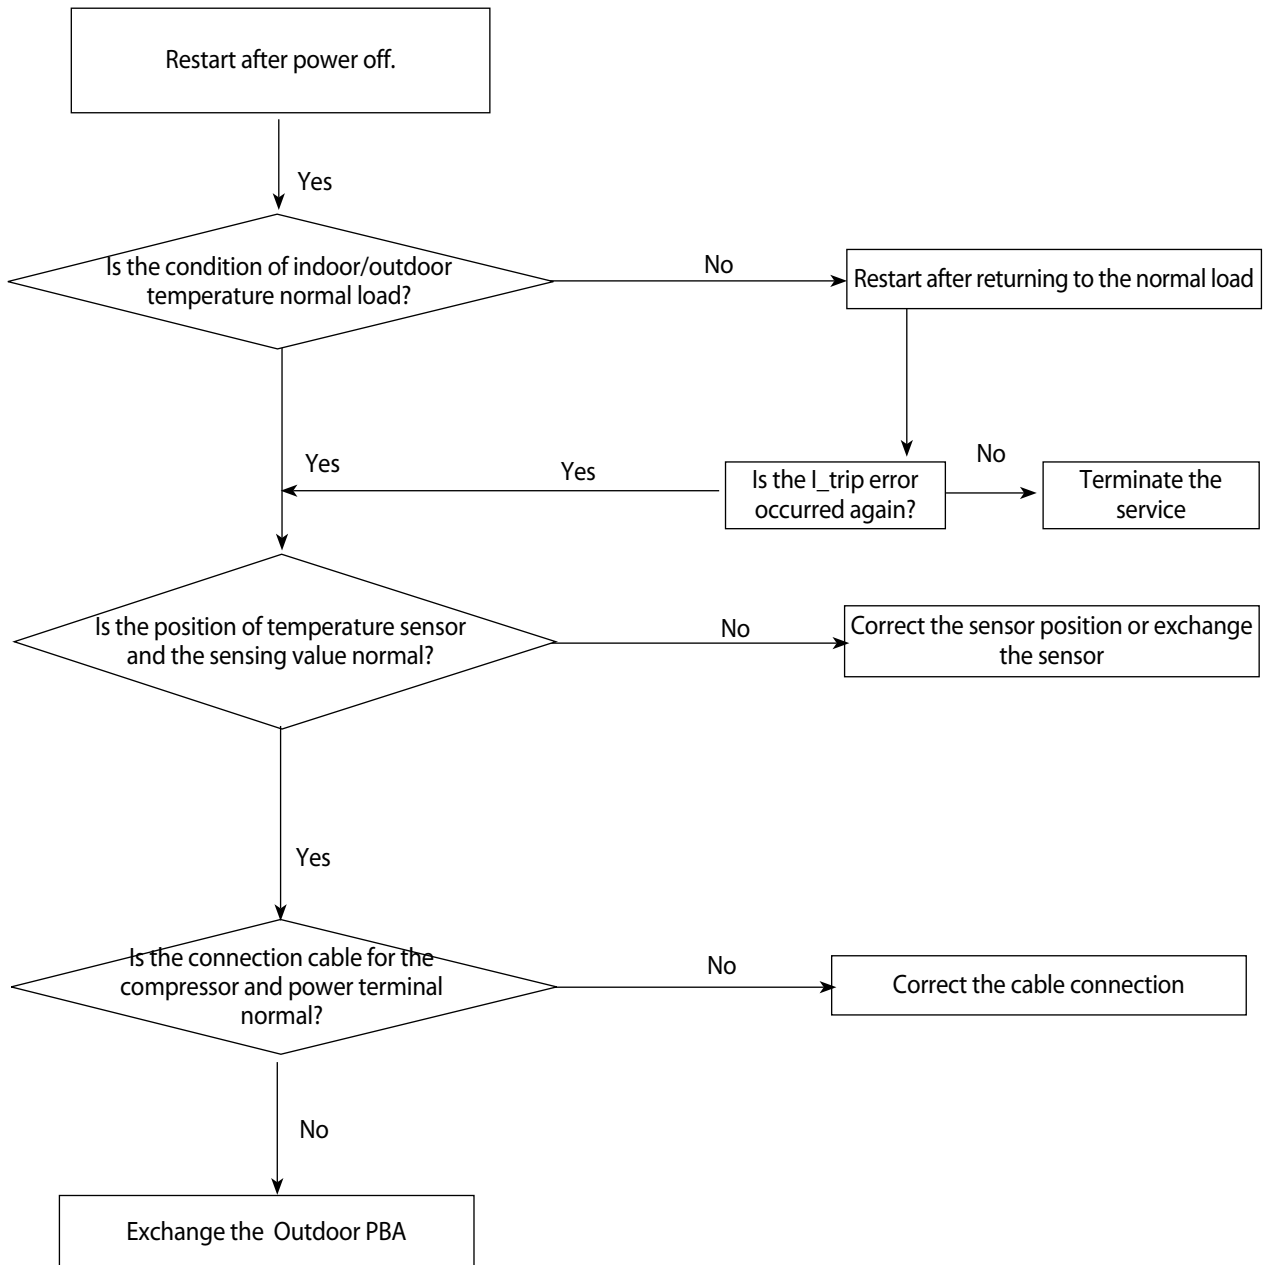 Restart after power off.
Yes
Is the condition of indoor/outdoor
temperature normal load?
No
Restart after returning to the normal load
Yes
Yes
Is the I_trip error
occurred again?
No
Terminate the
service
Is the position of temperature sensor
and the sensing value normal?
No
Correct the sensor position or exchange
the sensor
Yes
Is the connection cable for the
compressor and power terminal
normal?
No
Correct the cable connection
No
Exchange the  Outdoor PBA